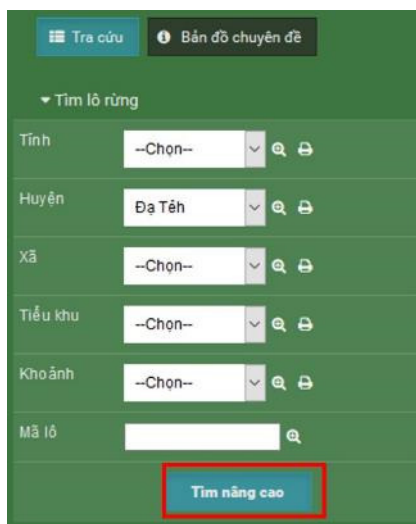 Tra cứu Bản đồ chuyên đề
Tìm lô rừng
Tỉnh --Chọn--
Huyện Đạ Tẻh
Xã --Chọn--
Tiểu khu --Chọn--
Khoảnh --Chọn--
Mã lô
Tìm nâng cao